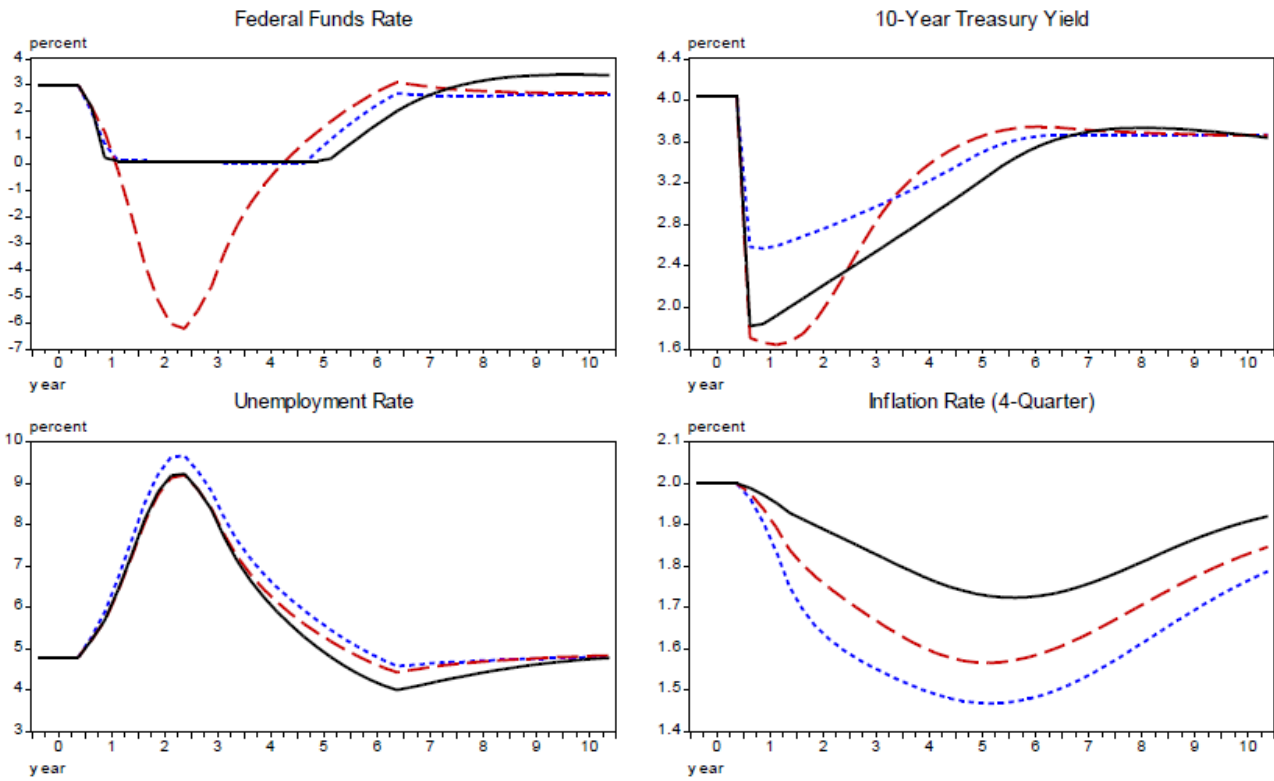 Federal Funds Rate
percent
4
3
2
1
0
-1
-2
-3
-4
-5
-6
-7
0 1 2 3 4 5 6 7 8 9 10
year
10-Year Treasury Yield
percent
4.4
4.0
3.6
3.2
2.8
2.4
2.0
1.6
0 1 2 3 4 5 6 7 8 9 10
year
Unemployment Rate
percent
10
9
8
7
6
5
4
3
0 1 2 3 4 5 6 7 8 9 10
year
Inflation Rate (4-Quarter)
percent
2.1
2.0
1.9
1.8
1.7
1.6
1.5
1.4
0 1 2 3 4 5 6 7 8 9 10
year